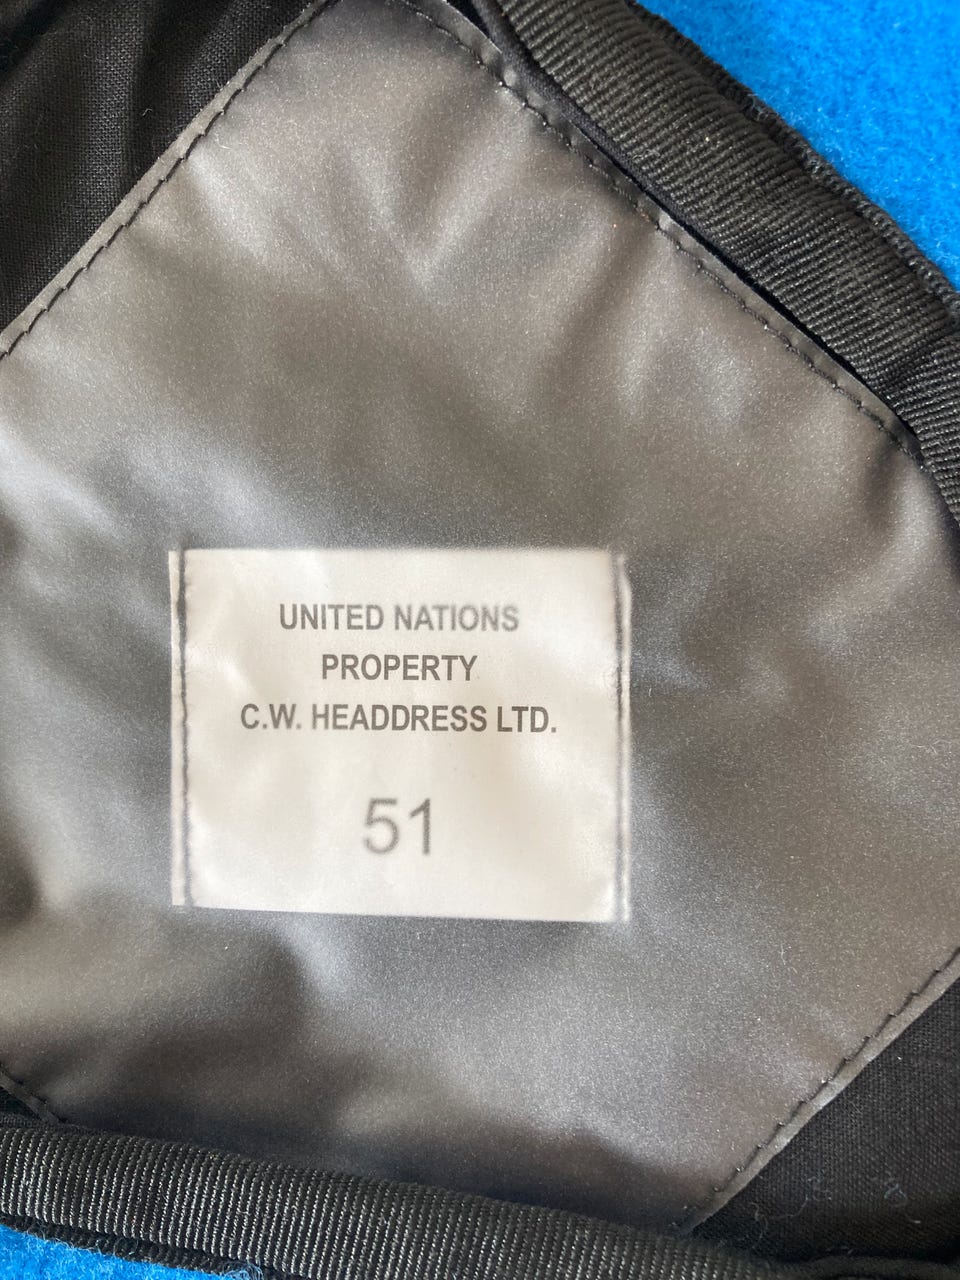 UNITED NATIONS
PROPERTY
C.W. HEADDRESS LTD.
51